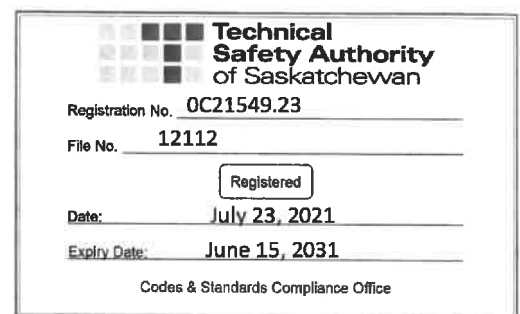 Technical
Safety Authority
of Saskatchewan
Registration No. 0C21549.23
File No. 12112
Registered
Date: July 23, 2021
Expiry Date: June 15, 2031
Codes & Standards Compliance Office